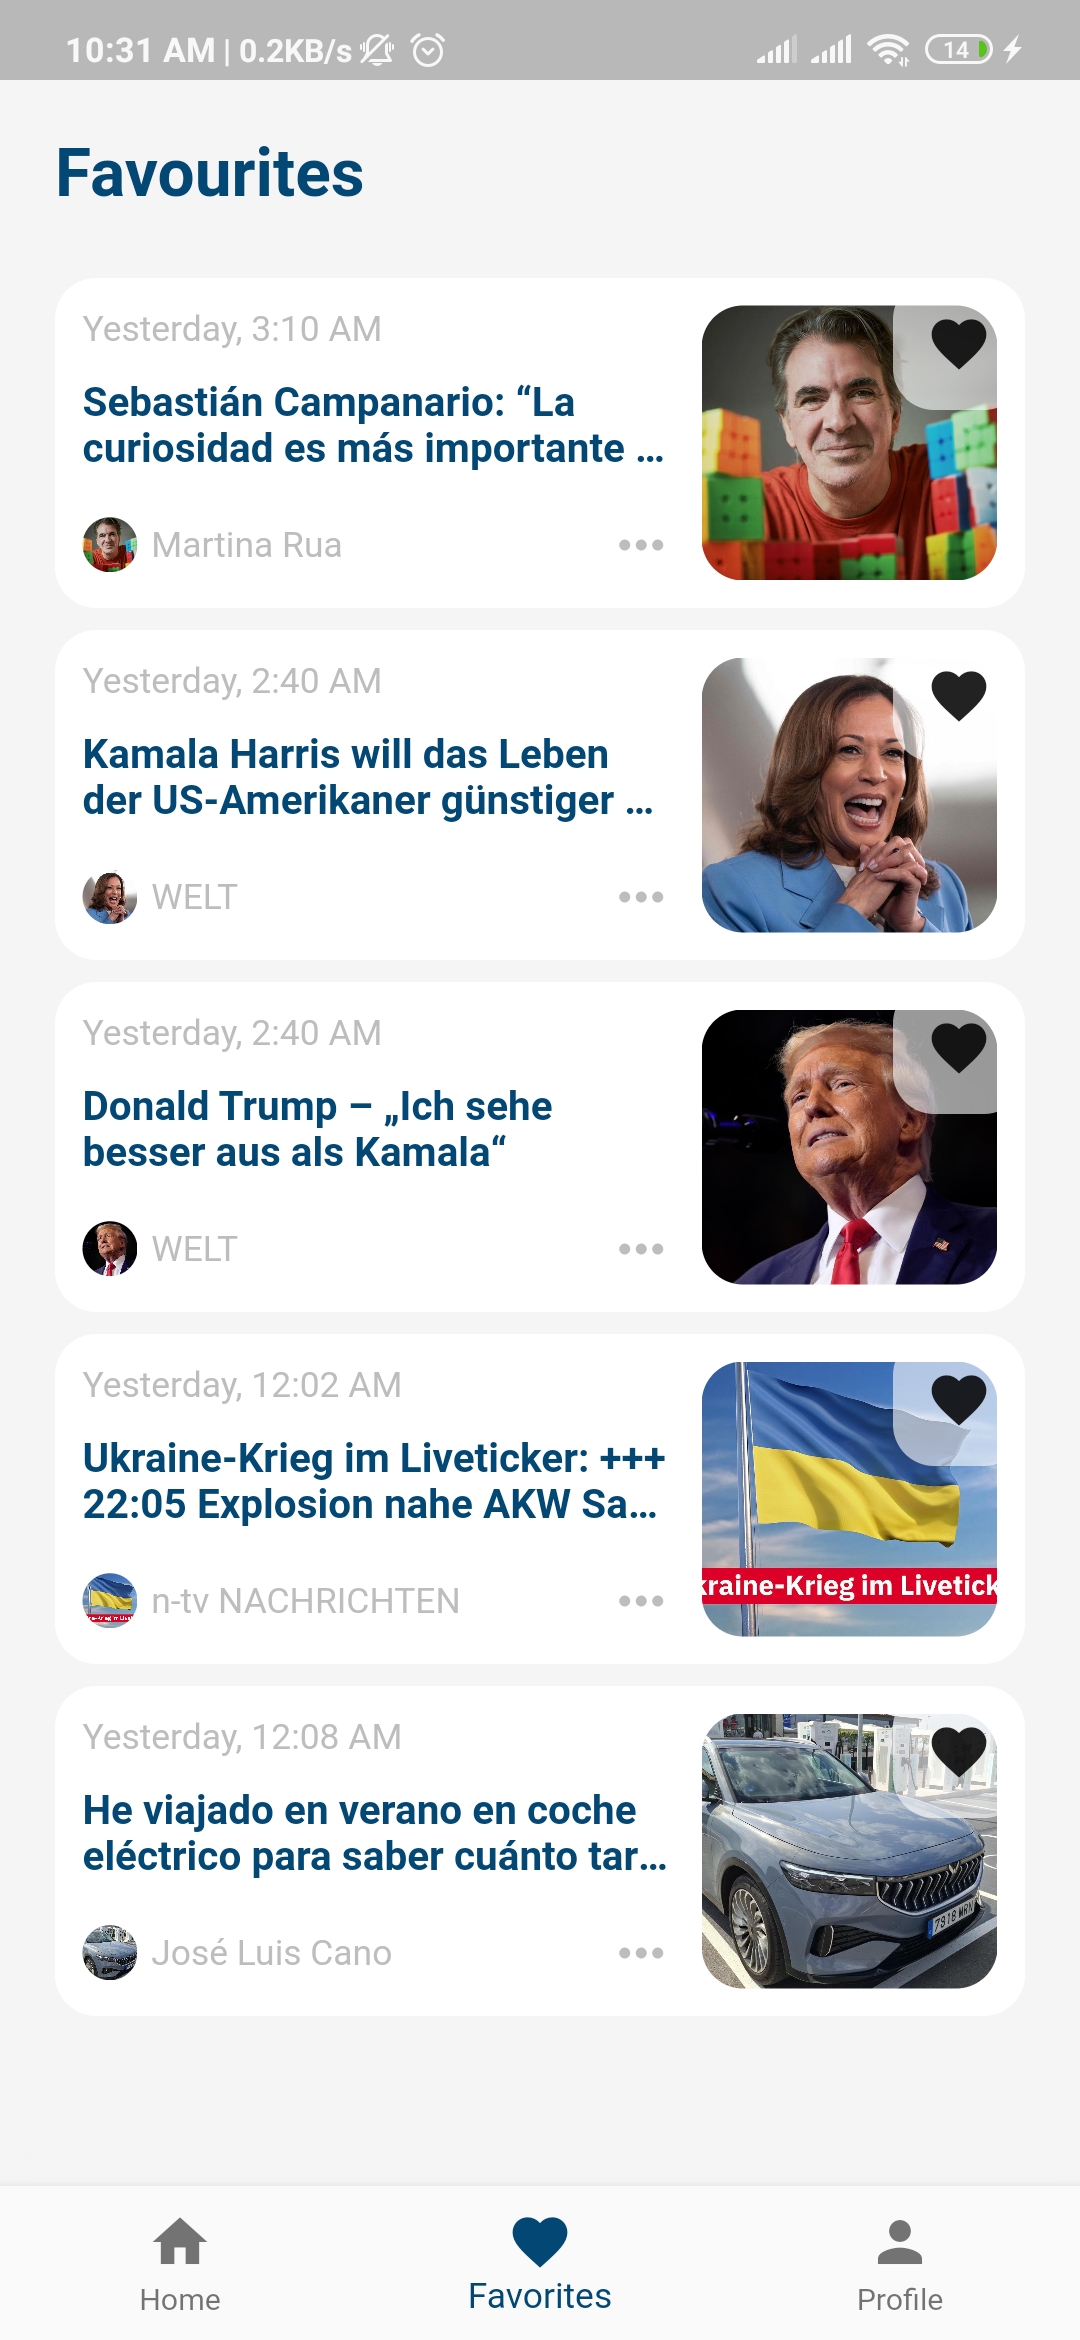 10:31 AM | 0.2KB/s
14
Favourites
Yesterday, 3:10 AM
Sebastián Campanario: “La
curiosidad es más importante ...
Martina Rua
Yesterday, 2:40 AM
Kamala Harris will das Leben
der US-Amerikaner günstiger ...
WELT
Yesterday, 2:40 AM
Donald Trump – „Ich sehe
besser aus als Kamala“
WELT
Yesterday, 12:02 AM
Ukraine-Krieg im Liveticker: +++
22:05 Explosion nahe AKW Sa...
n-tv NACHRICHTEN
kraine-Krieg im Livetick
Yesterday, 12:08 AM
He viajado en verano en coche
eléctrico para saber cuánto tar...
José Luis Cano
7918 MRN
Home
Favorites
Profile